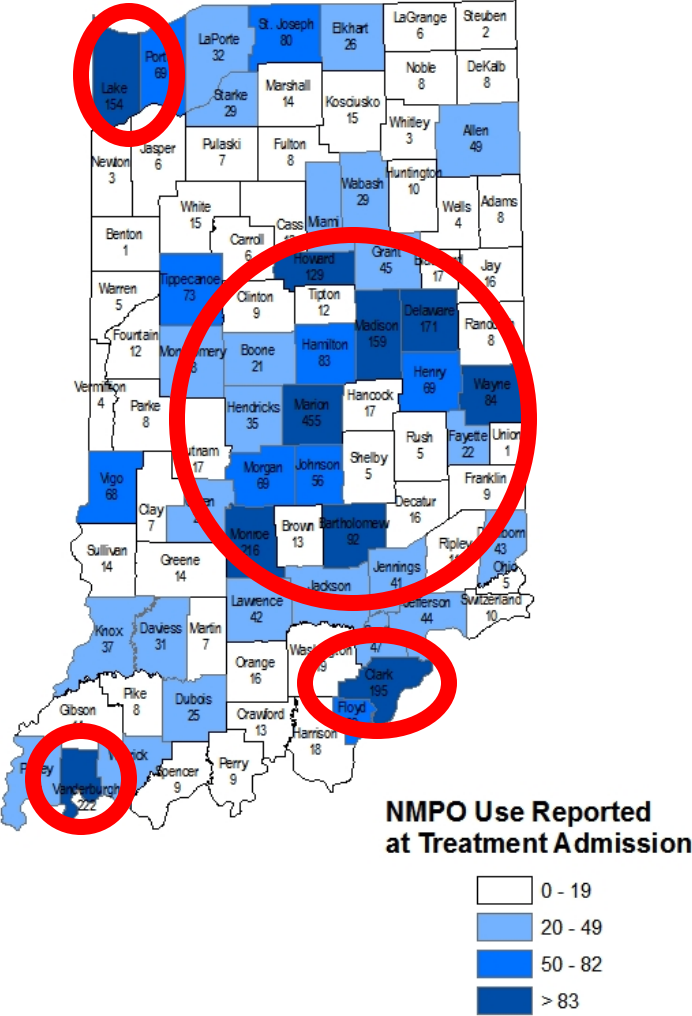 LaGrange
6
Steuben
2
St. Joseph
80
Elkhart
26
LaPorte
32
Port
69
Lake
154
Noble
8
DeKalb
8
Marshall
14
Starke
29
Kosciusko
15
Whitley
3
Allen
49
Newton
3
Jasper
6
Pulaski
7
Fulton
8
Huntington
10
Wabash
29
Miami
Wells
4
Adams
8
White
15
Cass
Carroll
6
Benton
1
Howard
129
Grant
45
17
Jay
16
Tippecanoe
73
Warren
5
Clinton
9
Tipton
12
Madison
159
Delaware
171
8
Fountain
12
Boone
21
Hamilton
83
Henry
69
Wayne
84
Vermillion
4
Parke
8
Hendricks
35
Marion
455
Hancock
17
Rush
5
Fayette
22
Union
1
utnam
17
Vigo
68
Morgan
69
Johnson
56
Shelby
5
Franklin
9
Clay
7
Decatur
16
Monroe
216
Brown
13
Bartholomew
92
Ripley
43
Ohio
5
Sullivan
14
Greene
14
Jennings
41
Jackson
Lawrence
42
44
Switzerland
10
Knox
37
Daviess
31
Martin
7
47
Orange
16
Clark
195
Floyd
Pike
8
Dubois
25
Gibson
Crawford
13
Harrison
18
Perry
9
Spencer
9
Vanderburgh
222
NMPO Use Reported
at Treatment Admission
0 - 19
20 - 49
50 - 82
> 83